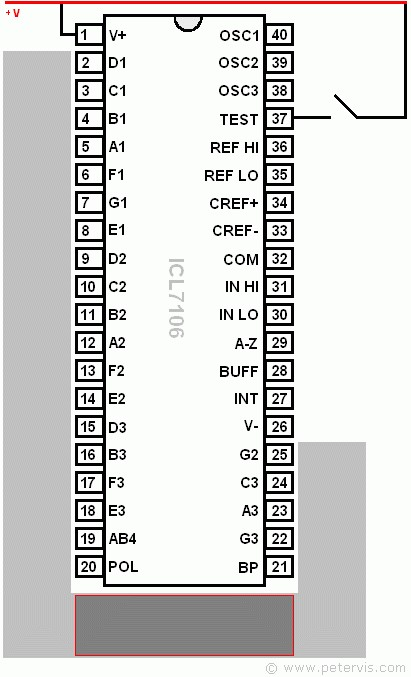 +V
1 V+ OSC1 40
2 D1 OSC2 39
3 C1 OSC3 38
4 B1 TEST 37
5 A1 REF HI 36
6 F1 REF LO 35
7 G1 CREF+ 34
8 E1 CREF- 33
9 D2 COM 32
10 C2 IN HI 31
11 B2 IN LO 30
12 A2 A-Z 29
13 F2 BUFF 28
14 E2 INT 27
15 D3 V- 26
16 B3 G2 25
17 F3 C3 24
18 E3 A3 23
19 AB4 G3 22
20 POL BP 21
ICL7106
© www.petervis.com